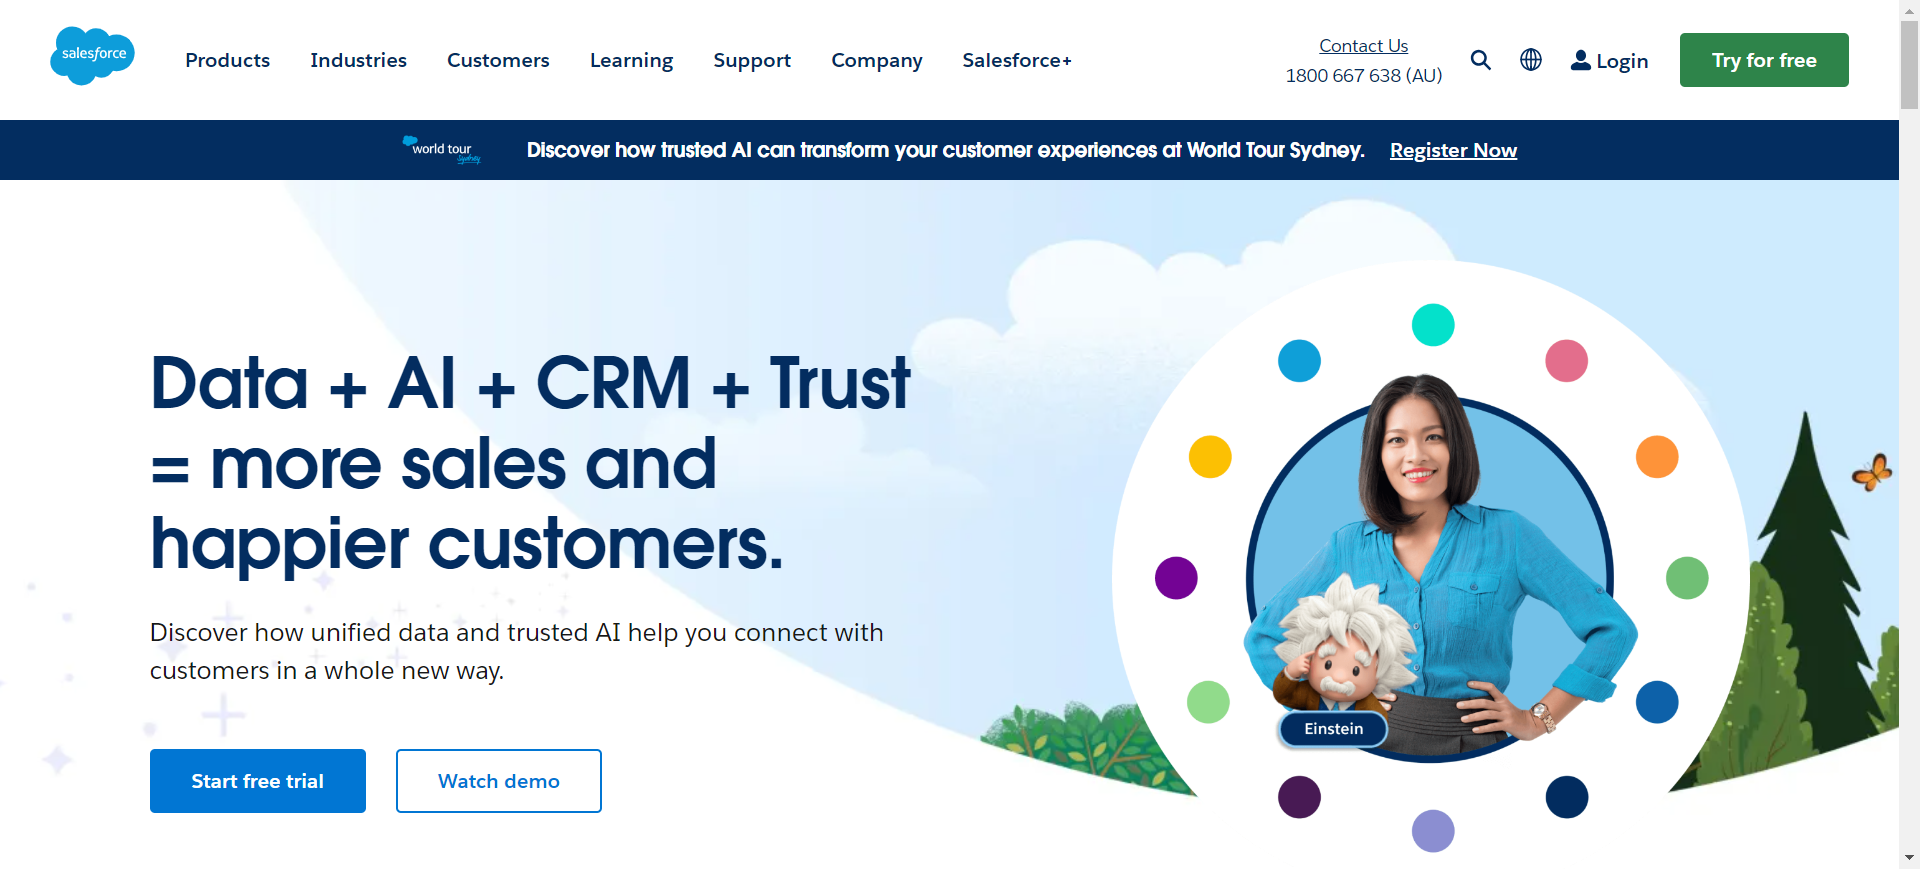 salesforce
Products Industries Customers Learning Support Company Salesforce+
Contact Us
1800 667 638 (AU)
Login
Try for free
world tour
Sydney
Discover how trusted AI can transform your customer experiences at World Tour Sydney. Register Now
Data + AI + CRM + Trust
= more sales and
happier customers.
Discover how unified data and trusted AI help you connect with
customers in a whole new way.
Start free trial
Watch demo
Einstein